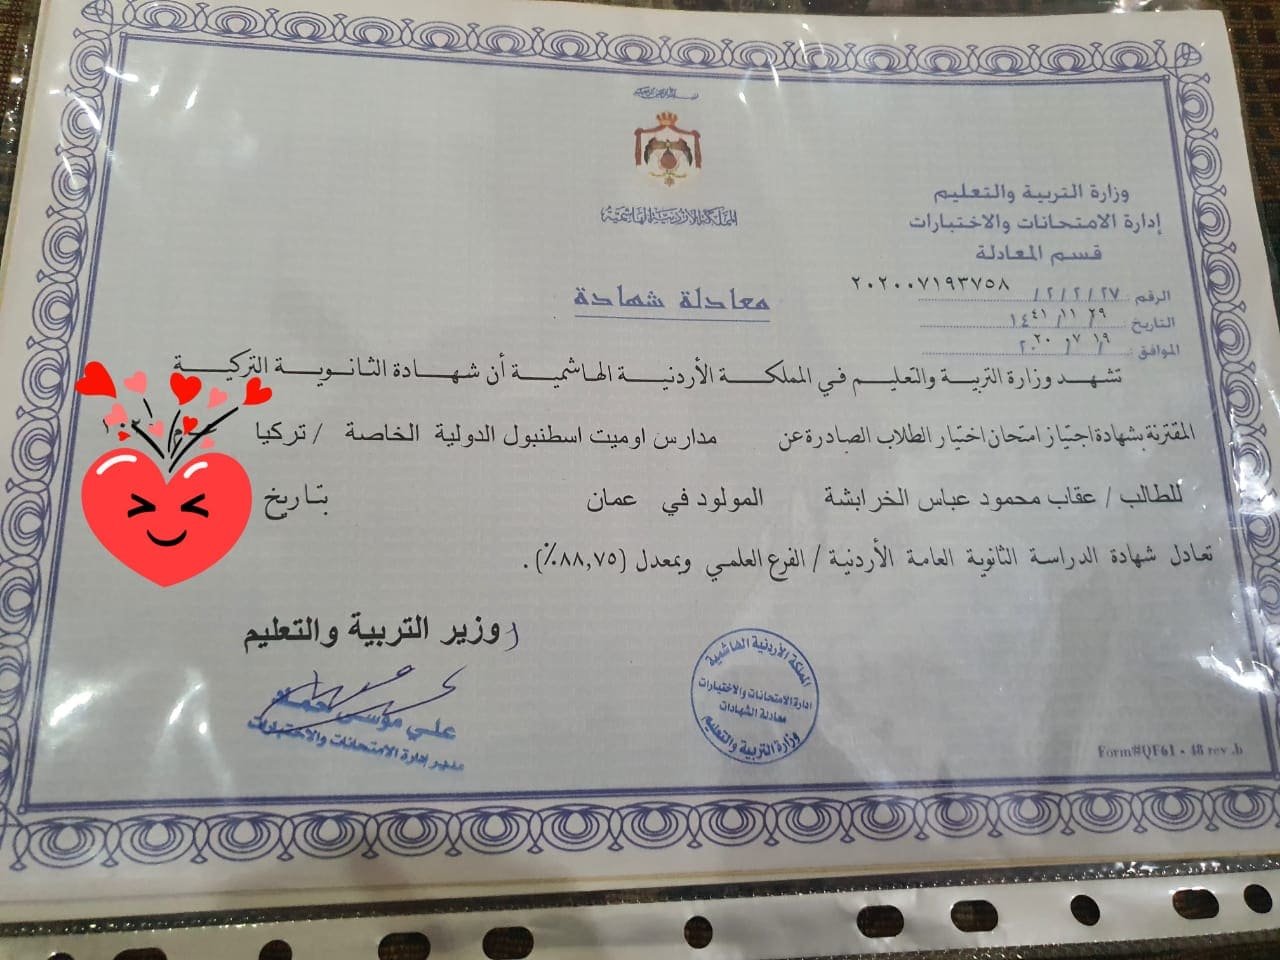 المملكة الأردنية الهاشمية
وزارة التربية والتعليم
إدارة الامتحانات والاختبارات
قسم المعادلة
الرقم ٢٧ / ٢ / ٢ / ٢٠٢٠٠٧١٩٣٧٥٨
التاريخ ٢٩ / ١١ / ١٤٤١
الموافق ١٩ / ٧ / ٢٠٢٠
معادلة شهادة
تشهد وزارة التربية والتعليم في المملكة الأردنية الهاشمية أن شهادة الثانوية التركية
المقترنة بشهادة اجتياز امتحان اختيار الطلاب الصادرة عن مدارس اوميت اسطنبول الدولية الخاصة / تركيا
للطالب / عقاب محمود عباس الخرابشة المولود في عمان بتاريخ
تعادل شهادة الدراسة الثانوية العامة الأردنية / الفرع العلمي وبمعدل (٨٨,٧٥٪).
وزير التربية والتعليم
علي موسى حماد
مدير إدارة الامتحانات والاختبارات
المملكة الأردنية الهاشمية
ادارة الامتحانات والاختبارات
معادلة الشهادات
وزارة التربية والتعليم
Form#QF61 - 48 rev .b